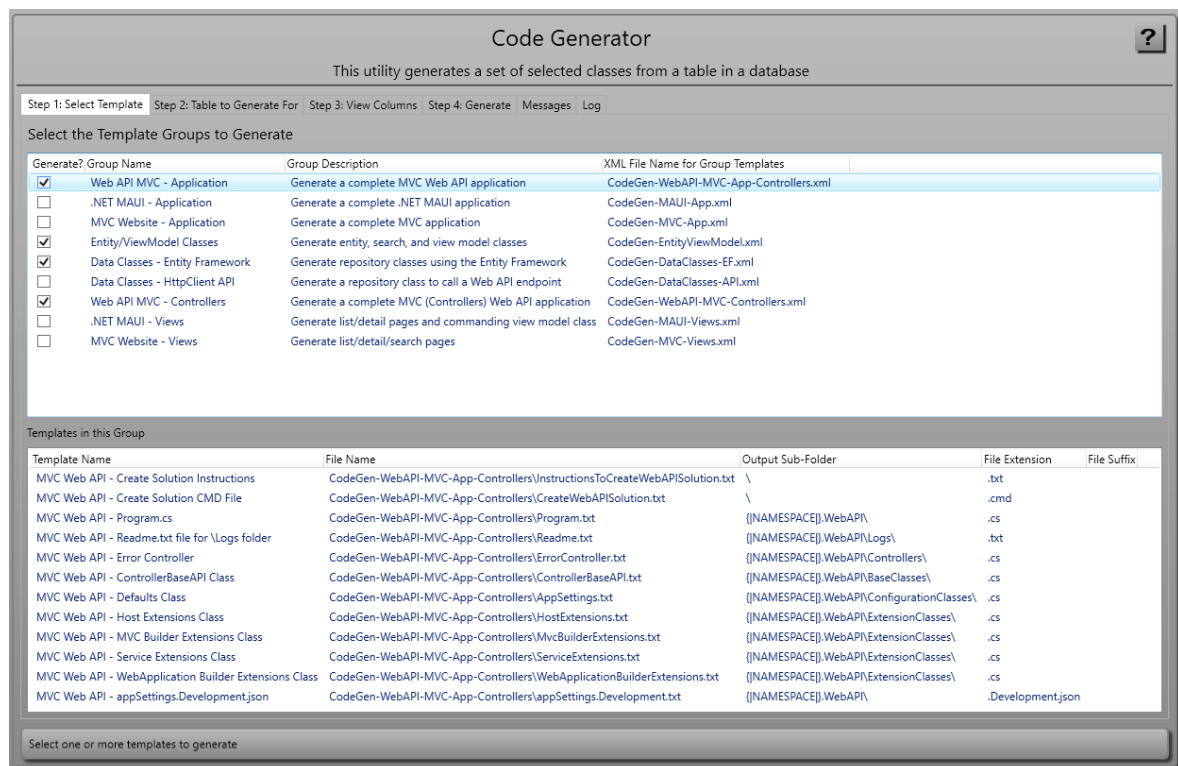 Code Generator
?
This utility generates a set of selected classes from a table in a database
Step 1: Select Template Step 2: Table to Generate For Step 3: View Columns Step 4: Generate Messages Log
Select the Template Groups to Generate
Generate? Group Name Group Description XML File Name for Group Templates
Web API MVC - Application Generate a complete MVC Web API application CodeGen-WebAPI-MVC-App-Controllers.xml
.NET MAUI - Application Generate a complete .NET MAUI application CodeGen-MAUI-App.xml
MVC Website - Application Generate a complete MVC application CodeGen-MVC-App.xml
Entity/ViewModel Classes Generate entity, search, and view model classes CodeGen-EntityViewModel.xml
Data Classes - Entity Framework Generate repository classes using the Entity Framework CodeGen-DataClasses-EF.xml
Data Classes - HttpClient API Generate a repository class to call a Web API endpoint CodeGen-DataClasses-API.xml
Web API MVC - Controllers Generate a complete MVC (Controllers) Web API application CodeGen-WebAPI-MVC-Controllers.xml
.NET MAUI - Views Generate list/detail pages and commanding view model class CodeGen-MAUI-Views.xml
MVC Website - Views Generate list/detail/search pages CodeGen-MVC-Views.xml
Templates in this Group
Template Name File Name Output Sub-Folder File Extension File Suffix
MVC Web API - Create Solution Instructions CodeGen-WebAPI-MVC-App-Controllers\InstructionsToCreateWebAPISolution.txt \ .txt
MVC Web API - Create Solution CMD File CodeGen-WebAPI-MVC-App-Controllers\CreateWebAPISolution.txt \ .cmd
MVC Web API - Program.cs CodeGen-WebAPI-MVC-App-Controllers\Program.txt {|NAMESPACE|}.WebAPI\ .cs
MVC Web API - Readme.txt file for \Logs folder CodeGen-WebAPI-MVC-App-Controllers\Readme.txt {|NAMESPACE|}.WebAPI\Logs\ .txt
MVC Web API - Error Controller CodeGen-WebAPI-MVC-App-Controllers\ErrorController.txt {|NAMESPACE|}.WebAPI\Controllers\ .cs
MVC Web API - ControllerBaseAPI Class CodeGen-WebAPI-MVC-App-Controllers\ControllerBaseAPI.txt {|NAMESPACE|}.WebAPI\BaseClasses\ .cs
MVC Web API - Defaults Class CodeGen-WebAPI-MVC-App-Controllers\AppSettings.txt {|NAMESPACE|}.WebAPI\ConfigurationClasses\ .cs
MVC Web API - Host Extensions Class CodeGen-WebAPI-MVC-App-Controllers\HostExtensions.txt {|NAMESPACE|}.WebAPI\ExtensionClasses\ .cs
MVC Web API - MVC Builder Extensions Class CodeGen-WebAPI-MVC-App-Controllers\MvcBuilderExtensions.txt {|NAMESPACE|}.WebAPI\ExtensionClasses\ .cs
MVC Web API - Service Extensions Class CodeGen-WebAPI-MVC-App-Controllers\ServiceExtensions.txt {|NAMESPACE|}.WebAPI\ExtensionClasses\ .cs
MVC Web API - WebApplication Builder Extensions Class CodeGen-WebAPI-MVC-App-Controllers\WebApplicationBuilderExtensions.txt {|NAMESPACE|}.WebAPI\ExtensionClasses\ .cs
MVC Web API - appSettings.Development.json CodeGen-WebAPI-MVC-App-Controllers\appSettings.Development.txt {|NAMESPACE|}.WebAPI\ .Development.json
Select one or more templates to generate